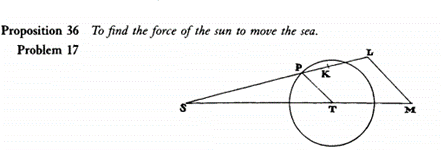 Proposition 36 To find the force of the sun to move the sea.
Problem 17
L
P
K
S
T
M